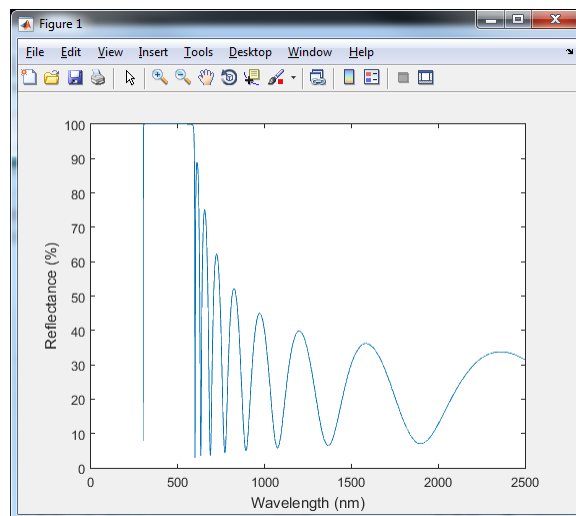 Figure 1
File Edit View Insert Tools Desktop Window Help
100
90
80
70
60
50
40
30
20
10
0
Reflectance (%)
0 500 1000 1500 2000 2500
Wavelength (nm)